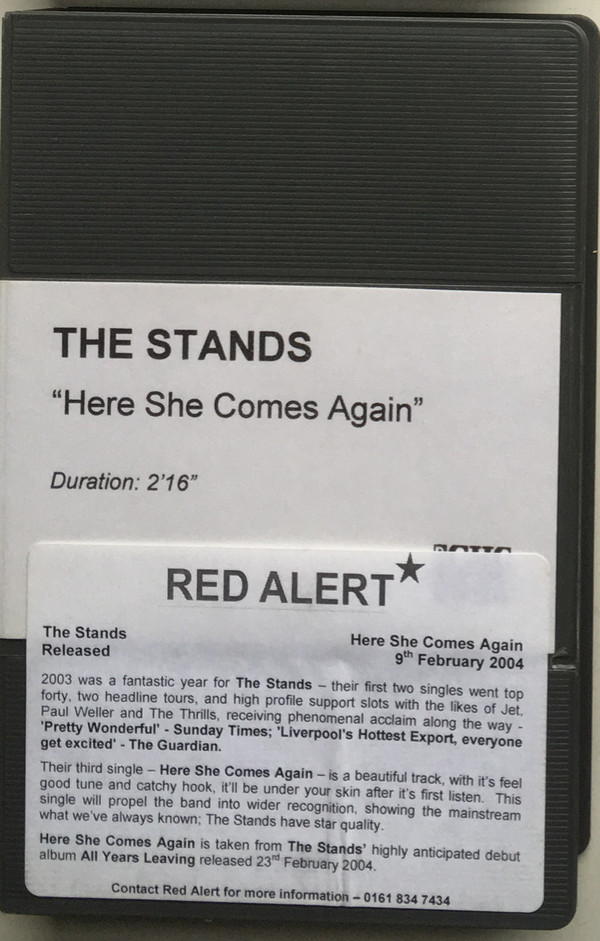 THE STANDS
“Here She Comes Again”
Duration: 2’16”
RED ALERT★
The Stands
Released
Here She Comes Again
9th February 2004
2003 was a fantastic year for The Stands – their first two singles went top
forty, two headline tours, and high profile support slots with the likes of Jet,
Paul Weller and The Thrills, receiving phenomenal acclaim along the way -
'Pretty Wonderful' - Sunday Times; 'Liverpool's Hottest Export, everyone
get excited' - The Guardian.
Their third single – Here She Comes Again – is a beautiful track, with it's feel
good tune and catchy hook, it'll be under your skin after it's first listen. This
single will propel the band into wider recognition, showing the mainstream
what we've always known; The Stands have star quality.
Here She Comes Again is taken from The Stands' highly anticipated debut
album All Years Leaving released 23rd February 2004.
Contact Red Alert for more information – 0161 834 7434